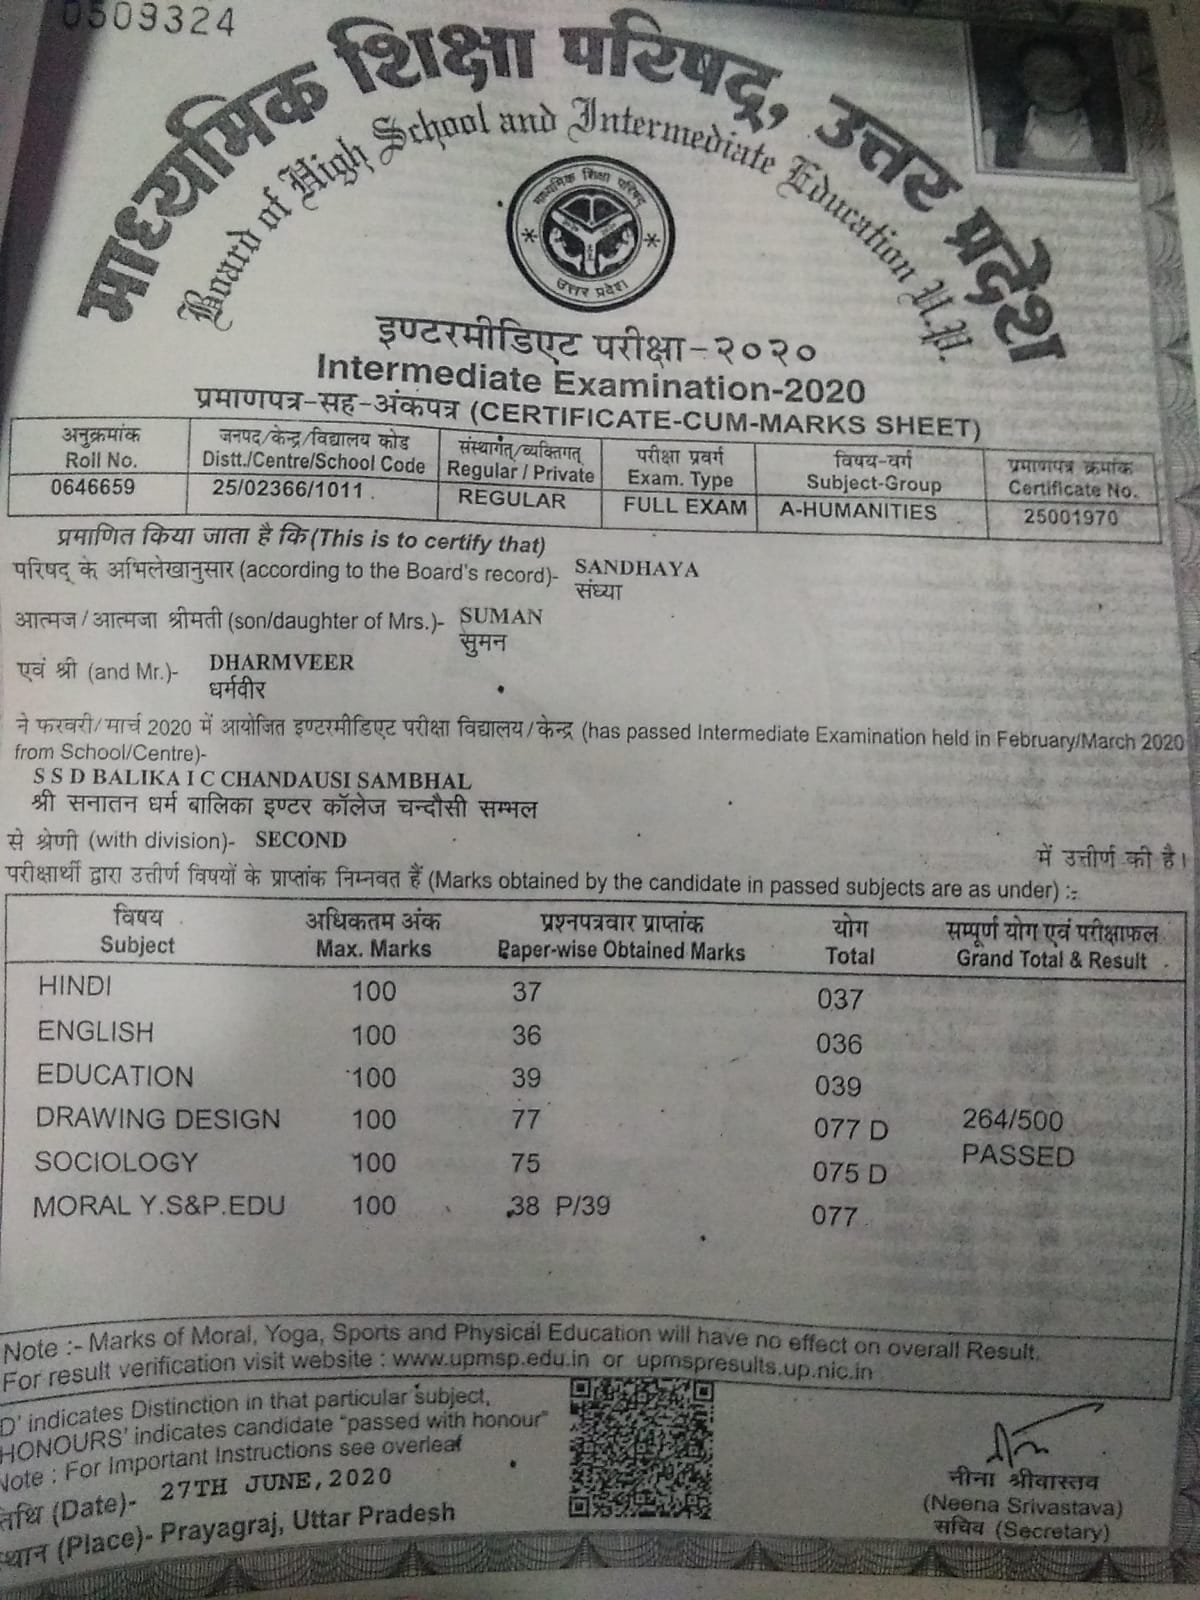 0509324
माध्यमिक शिक्षा परिषद्, उत्तर प्रदेश
Board of High School and Intermediate Education U.P.
माध्यमिक शिक्षा परिषद्
उत्तर प्रदेश
इण्टरमीडिएट परीक्षा-२०२०
Intermediate Examination-2020
प्रमाणपत्र-सह-अंकपत्र (CERTIFICATE-CUM-MARKS SHEET)
अनुक्रमांक जनपद/केन्द्र/विद्यालय कोड संस्थागत/व्यक्तिगत् परीक्षा प्रवर्ग विषय-वर्ग प्रमाणपत्र क्रमांक
Roll No. Distt./Centre/School Code Regular / Private Exam. Type Subject-Group Certificate No.
0646659 25/02366/1011 REGULAR FULL EXAM A-HUMANITIES 25001970
प्रमाणित किया जाता है कि (This is to certify that)
परिषद् के अभिलेखानुसार (according to the Board's record)- SANDHAYA
संध्या
आत्मज/आत्मजा श्रीमती (son/daughter of Mrs.)- SUMAN
सुमन
एवं श्री (and Mr.)- DHARMVEER
धर्मवीर
ने फरवरी/मार्च 2020 में आयोजित इण्टरमीडिएट परीक्षा विद्यालय/केन्द्र (has passed Intermediate Examination held in February/March 2020
from School/Centre)-
S S D BALIKA I C CHANDAUSI SAMBHAL
श्री सनातन धर्म बालिका इण्टर कॉलेज चन्दौसी सम्भल
से श्रेणी (with division)- SECOND में उत्तीर्ण की है।
परीक्षार्थी द्वारा उत्तीर्ण विषयों के प्राप्तांक निम्नवत हैं (Marks obtained by the candidate in passed subjects are as under) :-
विषय अधिकतम अंक प्रश्नपत्रवार प्राप्तांक योग सम्पूर्ण योग एवं परीक्षाफल
Subject Max. Marks Paper-wise Obtained Marks Total Grand Total & Result
HINDI 100 37 037
ENGLISH 100 36 036
EDUCATION 100 39 039
DRAWING DESIGN 100 77 077 D 264/500
SOCIOLOGY 100 75 075 D PASSED
MORAL Y.S&P.EDU 100 38 P/39 077
Note :- Marks of Moral, Yoga, Sports and Physical Education will have no effect on overall Result.
For result verification visit website : www.upmsp.edu.in or upmspresults.up.nic.in
D' indicates Distinction in that particular subject,
HONOURS' indicates candidate "passed with honour"
Note : For Important Instructions see overleaf
तिथि (Date)- 27TH JUNE, 2020
स्थान (Place)- Prayagraj, Uttar Pradesh
नीना श्रीवास्तव
(Neena Srivastava)
सचिव (Secretary)